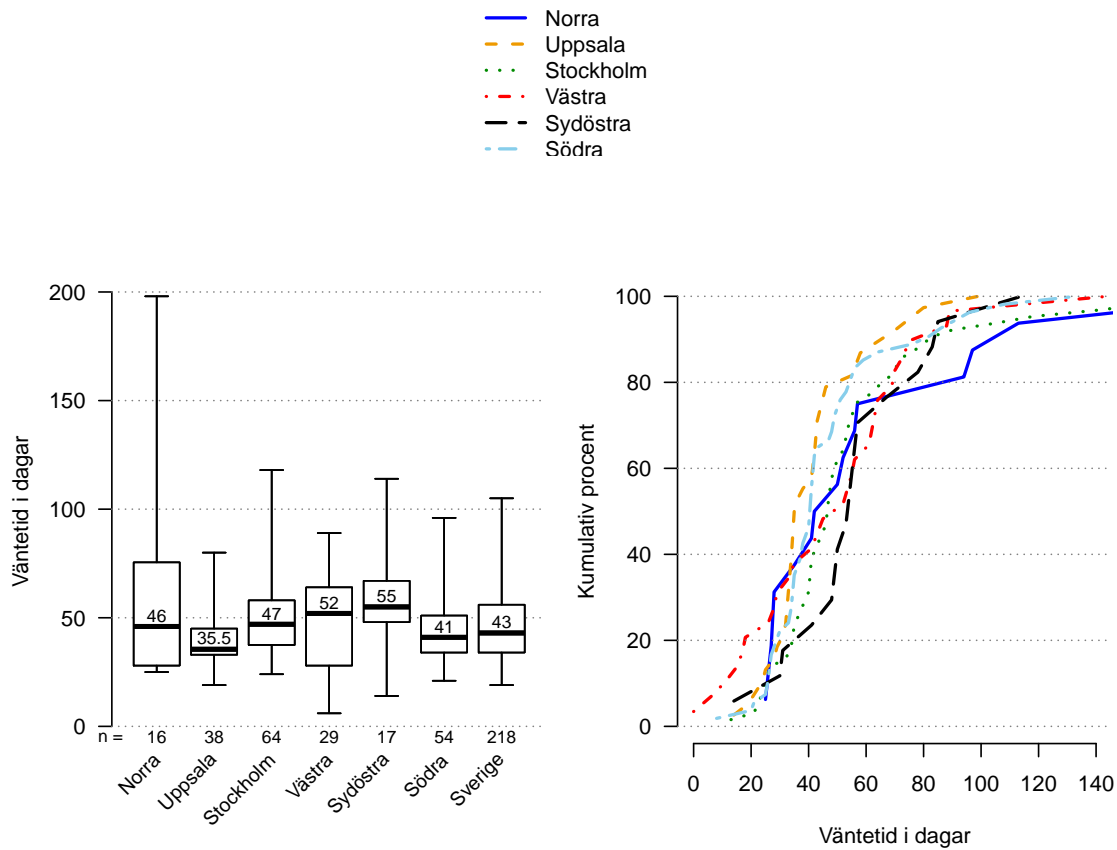 Norra
Uppsala
Stockholm
Västra
Sydöstra
Södra
Väntetid i dagar
200
150
100
50
0
46
35.5
47
52
55
41
43
n = 16 38 64 29 17 54 218
Norra Uppsala Stockholm Västra Sydöstra Södra Sverige
Kumulativ procent
100
80
60
40
20
0
0 20 40 60 80 100 120 140
Väntetid i dagar